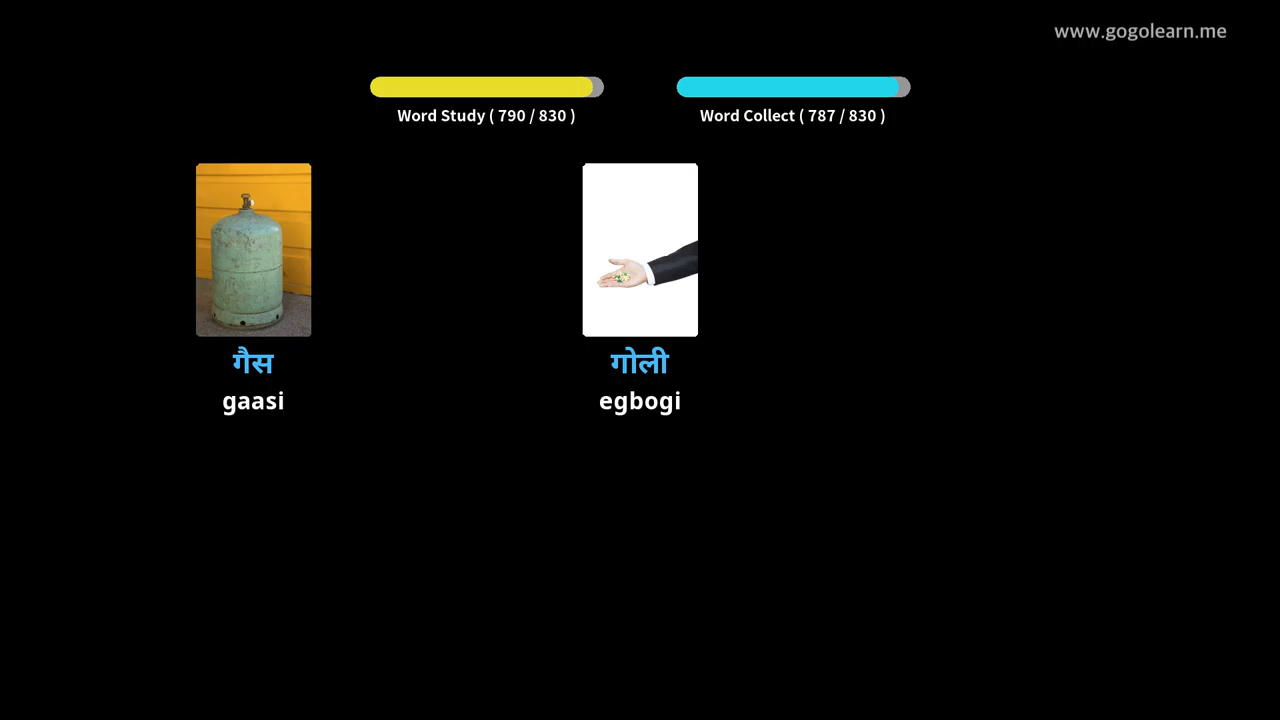 www.gogolearn.me
Word Study ( 790 / 830 )
Word Collect ( 787 / 830 )
गैस
गोली
gaasi
egbogi